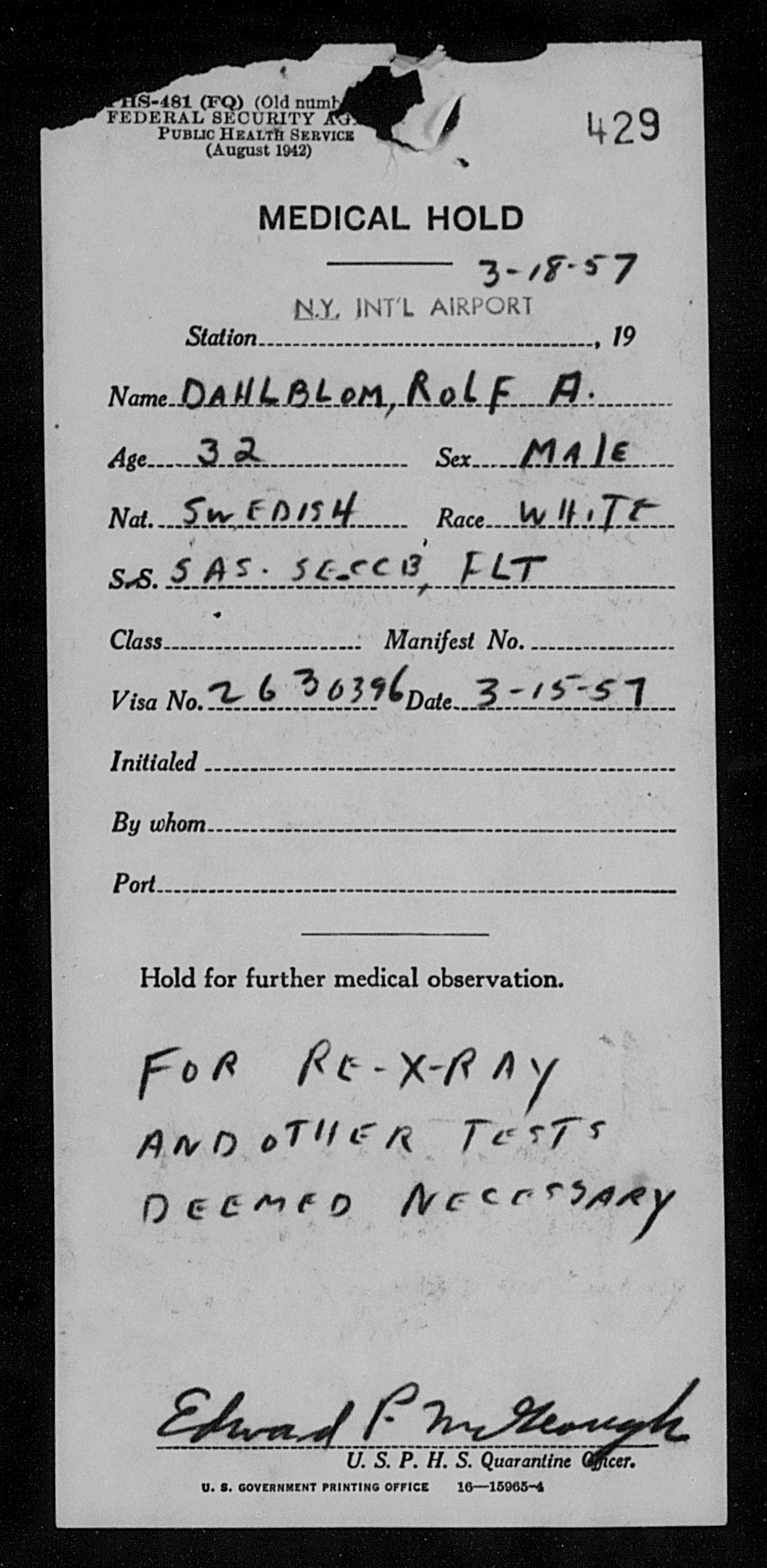 PHS-481 (FQ) (Old numb
FEDERAL SECURITY AG
PUBLIC HEALTH SERVICE
(August 1942)
429
MEDICAL HOLD
3-18-57
N.Y. INT'L AIRPORT
Station , 19
Name DAHLBLOM, ROLF A.
Age 32 Sex MALE
Nat. SWEDISH Race WHITE
S.S. SAS. FLT
Class Manifest No.
Visa No. 2630396 Date 3-15-57
Initialed
By whom
Port
Hold for further medical observation.
FOR RE-X-RAY
AND OTHER TESTS
DEEMED NECESSARY
Edward P. McGeough
U. S. P. H. S. Quarantine Officer.
U. S. GOVERNMENT PRINTING OFFICE 16—15965-4